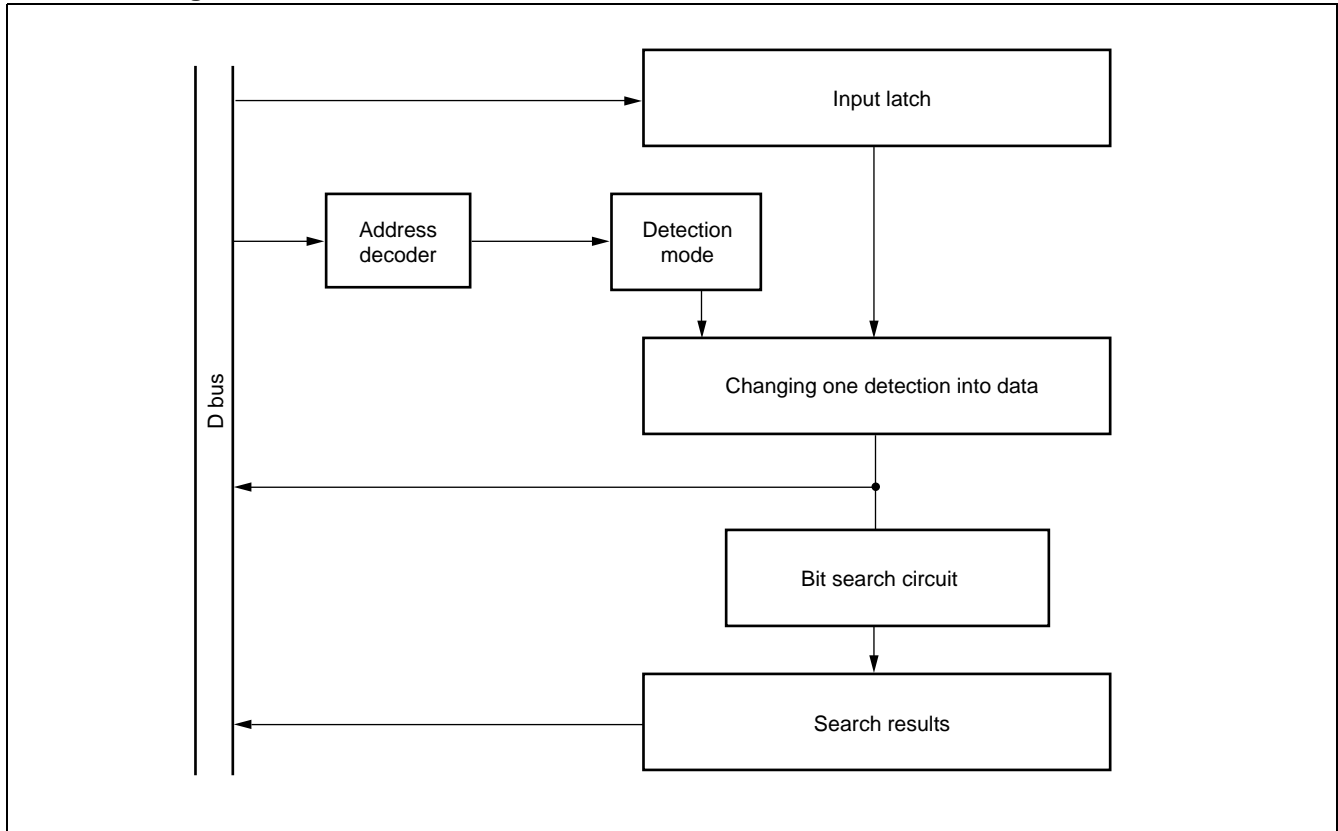 Input latch
Address
decoder
Detection
mode
D bus
Changing one detection into data
Bit search circuit
Search results